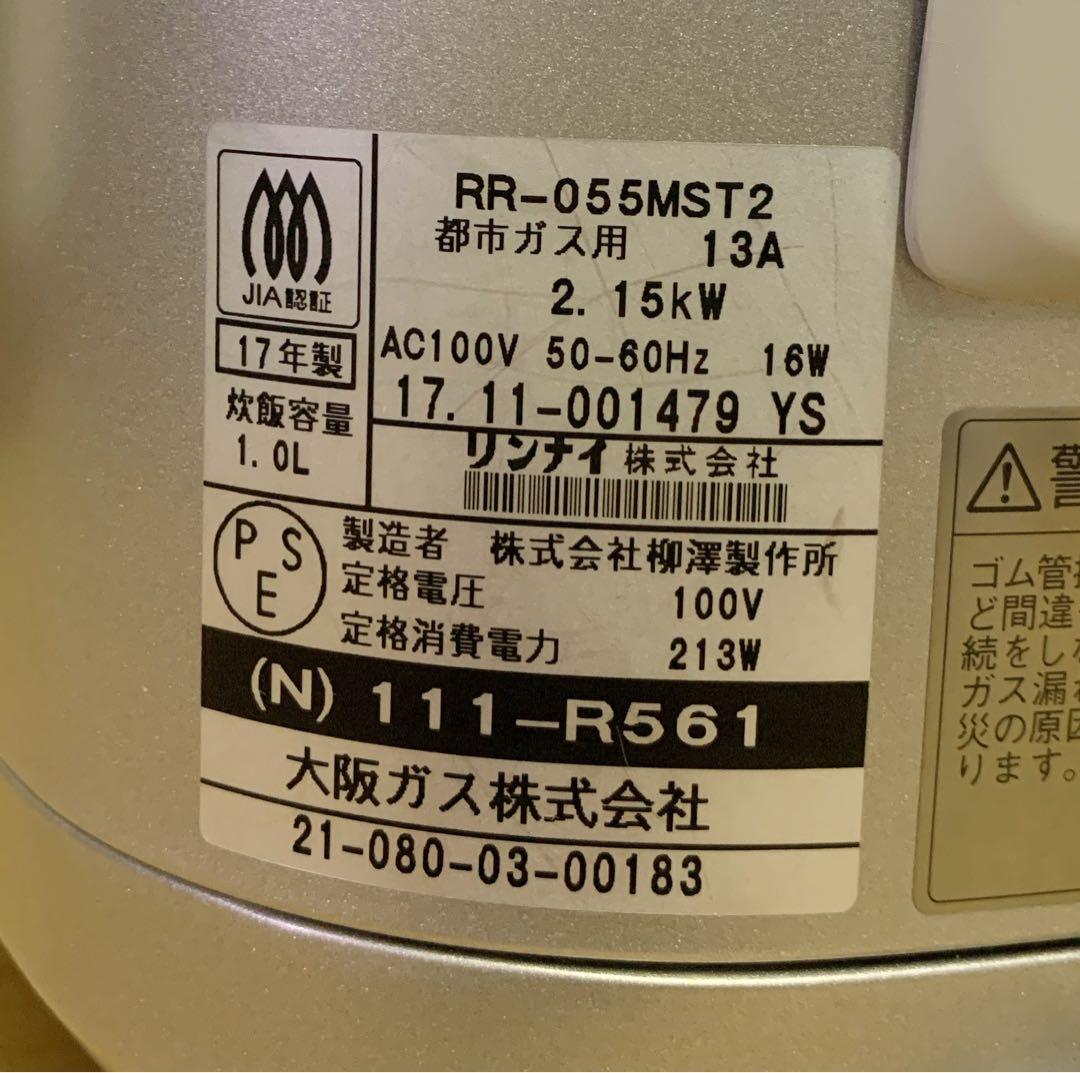 JIA認証
17年製
炊飯容量
1.0L
RR-055MST2
都市ガス用 13A
2.15kW
AC100V 50-60Hz 16W
17.11-001479 YS
リンナイ株式会社
PSE
製造者 株式会社柳澤製作所
定格電圧 100V
定格消費電力 213W
(N) 111-R561
大阪ガス株式会社
21-080-03-00183
ゴム管
ど間違
続をし
ガス漏
災の原因
ります。